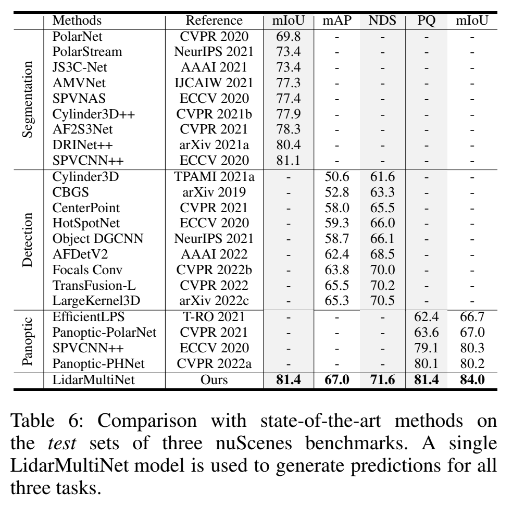 Methods Reference mIoU mAP NDS PQ mIoU
Segmentation
PolarNet CVPR 2020 69.8 - - - -
PolarStream NeurIPS 2021 73.4 - - - -
JS3C-Net AAAI 2021 73.4 - - - -
AMVNet IJCAIW 2021 77.3 - - - -
SPVNAS ECCV 2020 77.4 - - - -
Cylinder3D++ CVPR 2021b 77.9 - - - -
AF2S3Net CVPR 2021 78.3 - - - -
DRINet++ arXiv 2021a 80.4 - - - -
SPVCNN++ ECCV 2020 81.1 - - - -
Detection
Cylinder3D TPAMI 2021a - 50.6 61.6 - -
CBGS arXiv 2019 - 52.8 63.3 - -
CenterPoint CVPR 2021 - 58.0 65.5 - -
HotSpotNet ECCV 2020 - 59.3 66.0 - -
Object DGCNN NeurIPS 2021 - 58.7 66.1 - -
AFDetV2 AAAI 2022 - 62.4 68.5 - -
Focals Conv CVPR 2022b - 63.8 70.0 - -
TransFusion-L CVPR 2022 - 65.5 70.2 - -
LargeKernel3D arXiv 2022c - 65.3 70.5 - -
Panoptic
EfficientLPS T-RO 2021 - - - 62.4 66.7
Panoptic-PolarNet CVPR 2021 - - - 63.6 67.0
SPVCNN++ ECCV 2020 - - - 79.1 80.3
Panoptic-PHNet CVPR 2022a - - - 80.1 80.2
LidarMultiNet Ours 81.4 67.0 71.6 81.4 84.0
Table 6: Comparison with state-of-the-art methods on
the test sets of three nuScenes benchmarks. A single
LidarMultiNet model is used to generate predictions for all
three tasks.